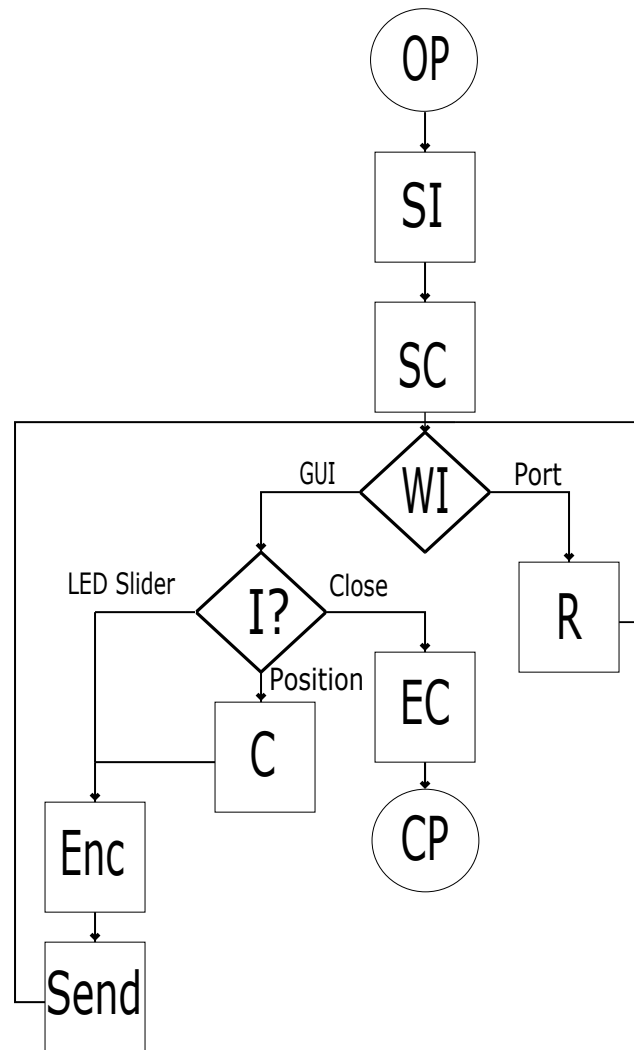 OP
SI
SC
GUI
WI
Port
LED Slider
I?
Close
R
Position
EC
C
Enc
CP
Send